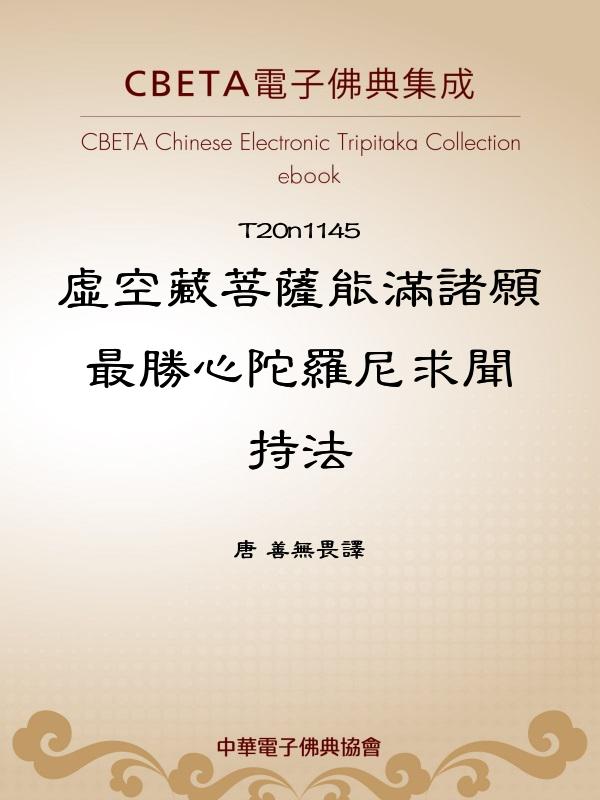 CBETA電子佛典集成
CBETA Chinese Electronic Tripitaka Collection
ebook
T20n1145
虛空藏菩薩能滿諸願
最勝心陀羅尼求聞
持法
唐 善無畏譯
中華電子佛典協會